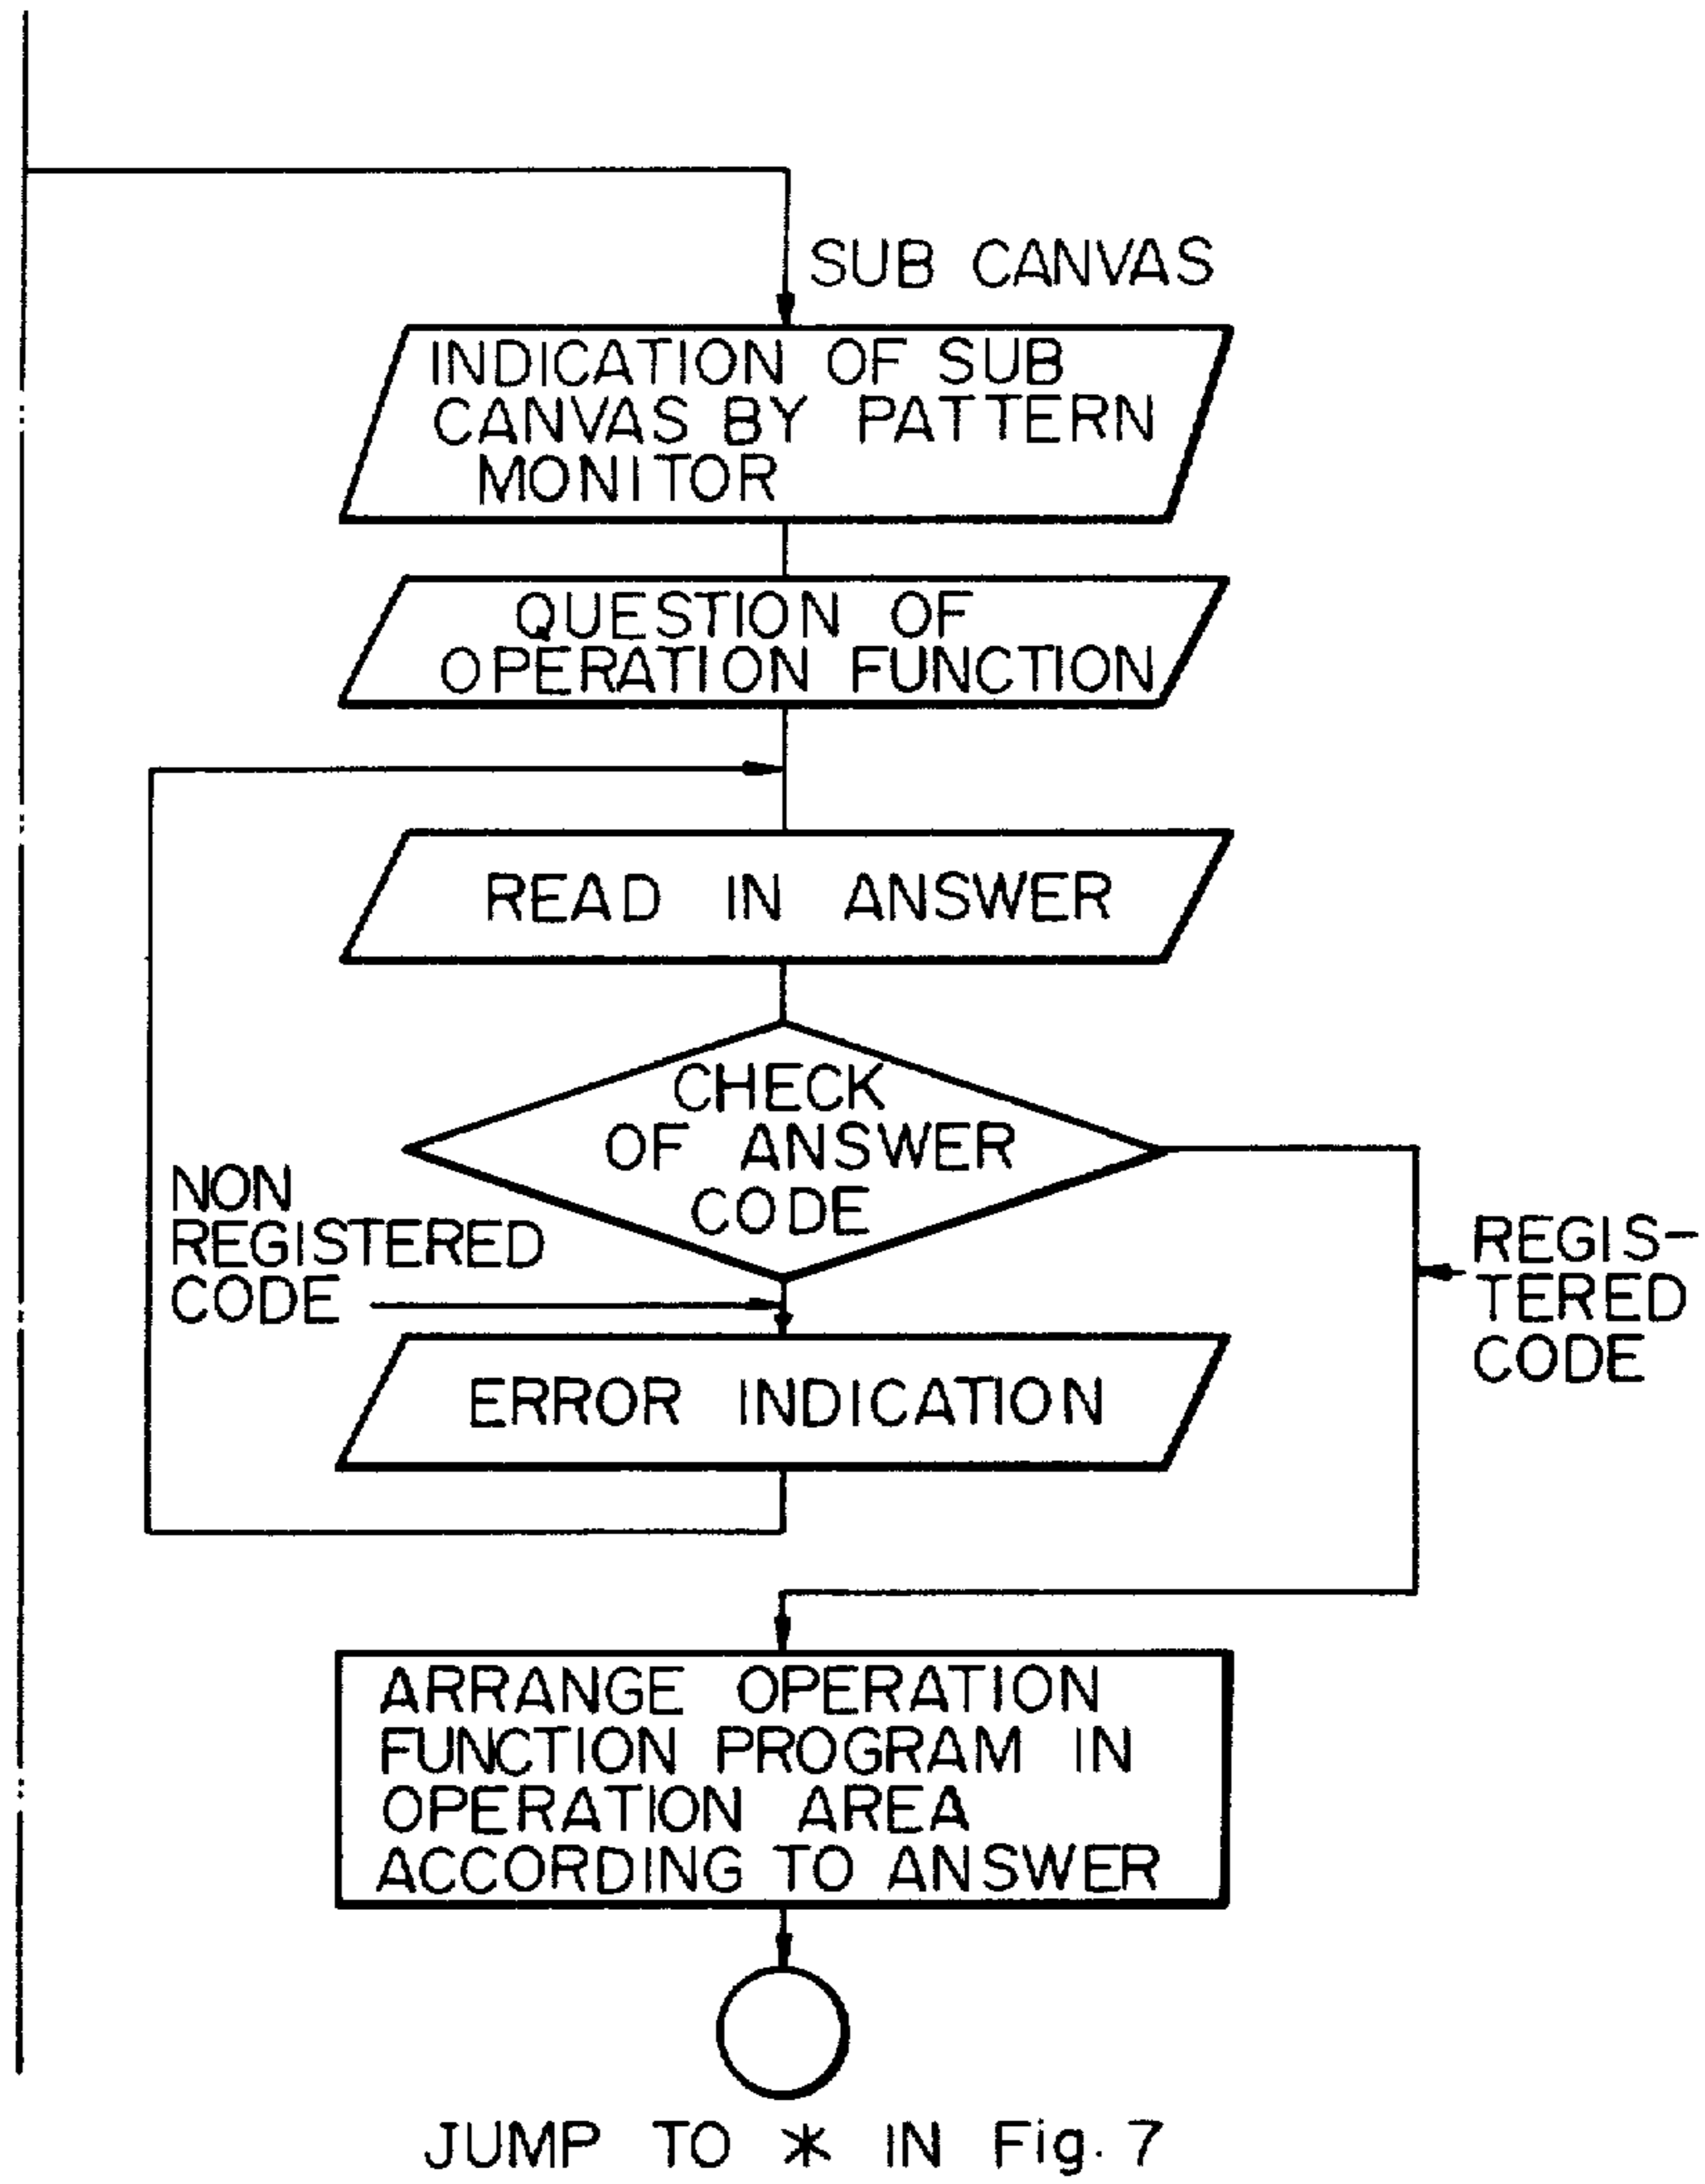 SUB CANVAS
INDICATION OF SUB
CANVAS BY PATTERN
MONITOR
QUESTION OF
OPERATION FUNCTION
READ IN ANSWER
CHECK
OF ANSWER
CODE
NON
REGISTERED
CODE
REGIS-
TERED
CODE
ERROR INDICATION
ARRANGE OPERATION
FUNCTION PROGRAM IN
OPERATION AREA
ACCORDING TO ANSWER
JUMP TO * IN Fig. 7